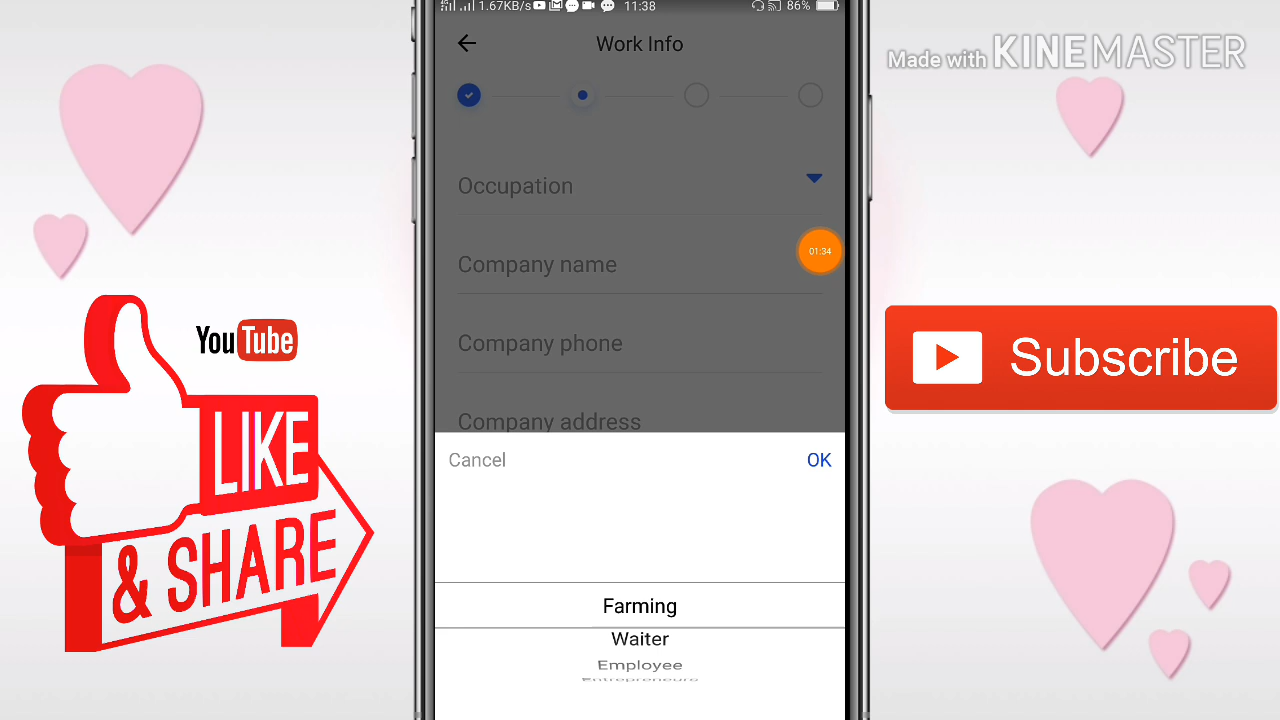 1.67KB/s 11:38 86%
Work Info
Made with KINEMASTER
Occupation
01:34
Company name
YouTube
Company phone
Subscribe
Company address
LIKE
& SHARE
Cancel OK
Farming
Waiter
Employee
Entrepreneurs